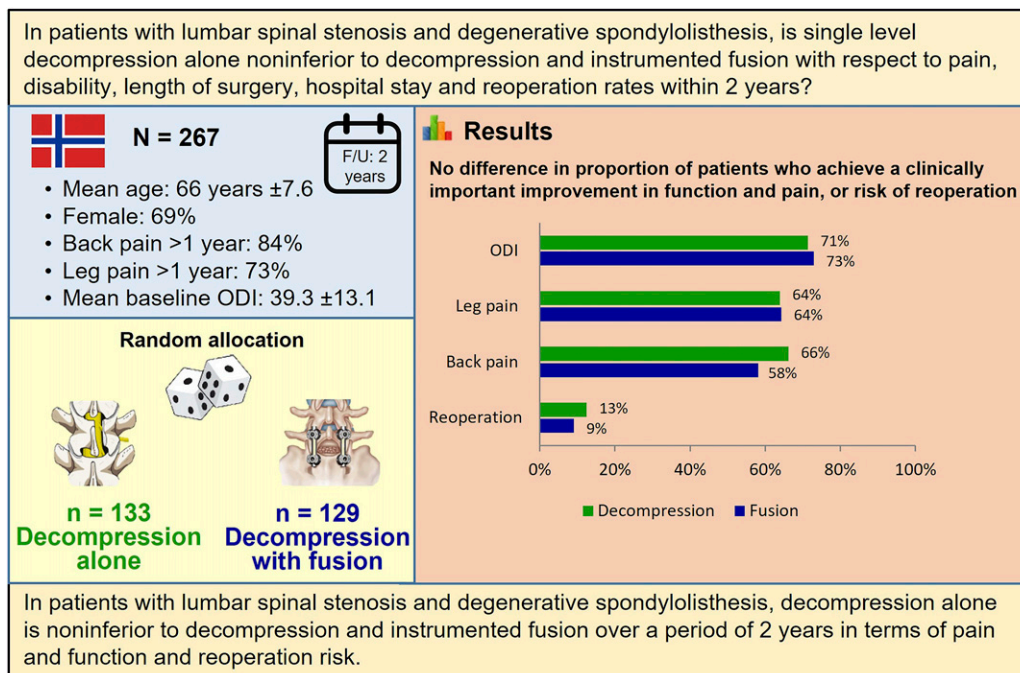 In patients with lumbar spinal stenosis and degenerative spondylolisthesis, is single level
decompression alone noninferior to decompression and instrumented fusion with respect to pain,
disability, length of surgery, hospital stay and reoperation rates within 2 years?
N = 267
F/U: 2
years
• Mean age: 66 years ±7.6
• Female: 69%
• Back pain >1 year: 84%
• Leg pain >1 year: 73%
• Mean baseline ODI: 39.3 ±13.1
Random allocation
n = 133
Decompression
alone
n = 129
Decompression
with fusion
Results
No difference in proportion of patients who achieve a clinically
important improvement in function and pain, or risk of reoperation
ODI
71%
73%
Leg pain
64%
64%
Back pain
66%
58%
Reoperation
13%
9%
0% 20% 40% 60% 80% 100%
Decompression Fusion
In patients with lumbar spinal stenosis and degenerative spondylolisthesis, decompression alone
is noninferior to decompression and instrumented fusion over a period of 2 years in terms of pain
and function and reoperation risk.